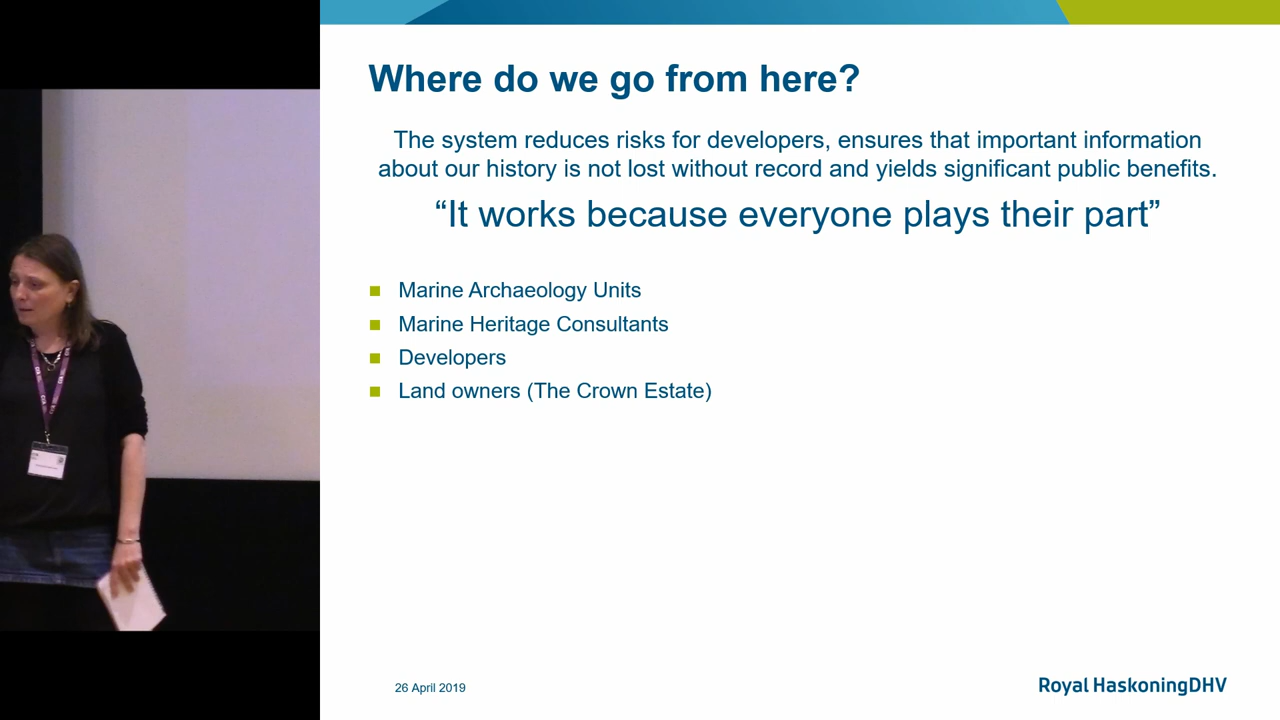 Where do we go from here?
The system reduces risks for developers, ensures that important information
about our history is not lost without record and yields significant public benefits.
“It works because everyone plays their part”
■ Marine Archaeology Units
■ Marine Heritage Consultants
■ Developers
■ Land owners (The Crown Estate)
26 April 2019
Royal HaskoningDHV